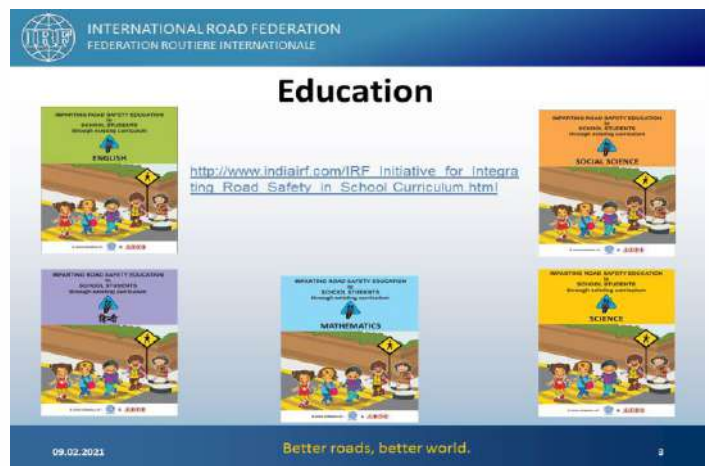 IRF
INTERNATIONAL ROAD FEDERATION
FEDERATION ROUTIERE INTERNATIONALE
Education
IMPARTING ROAD SAFETY EDUCATION
to
SCHOOL STUDENTS
through existing curriculum
ENGLISH
http://www.indiairf.com/IRF_Initiative_for_Integra
ting_Road_Safety_in_School_Curriculum.html
IMPARTING ROAD SAFETY EDUCATION
to
SCHOOL STUDENTS
through existing curriculum
SOCIAL SCIENCE
IMPARTING ROAD SAFETY EDUCATION
to
SCHOOL STUDENTS
through existing curriculum
हिन्दी
IMPARTING ROAD SAFETY EDUCATION
to
SCHOOL STUDENTS
through existing curriculum
MATHEMATICS
IMPARTING ROAD SAFETY EDUCATION
to
SCHOOL STUDENTS
through existing curriculum
SCIENCE
09.02.2021
Better roads, better world.